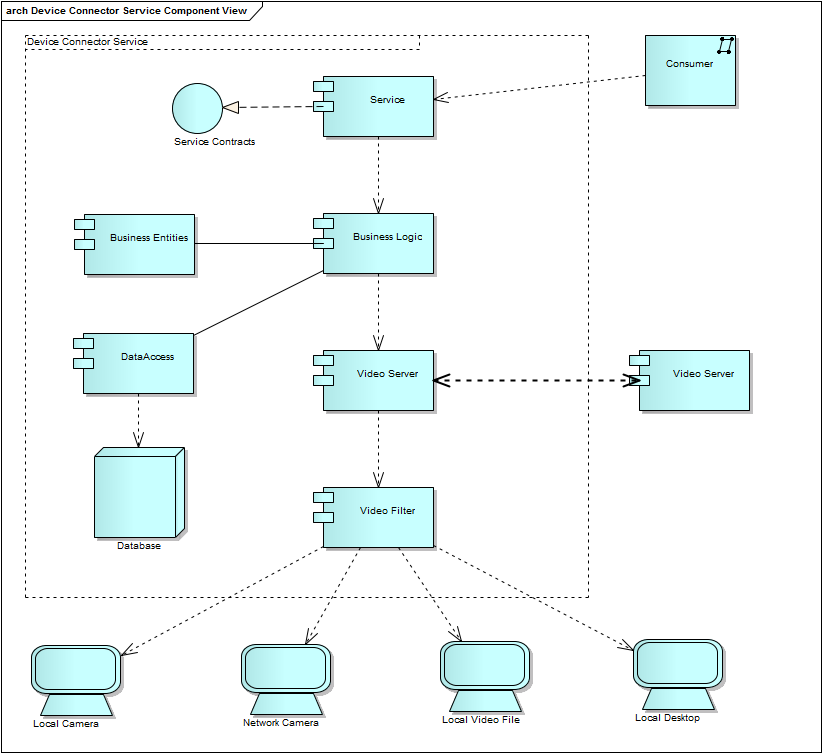 arch Device Connector Service Component View
Device Connector Service
Consumer
Service
Service Contracts
Business Entities
Business Logic
DataAccess
Video Server
Video Server
Video Filter
Database
Local Camera
Network Camera
Local Video File
Local Desktop